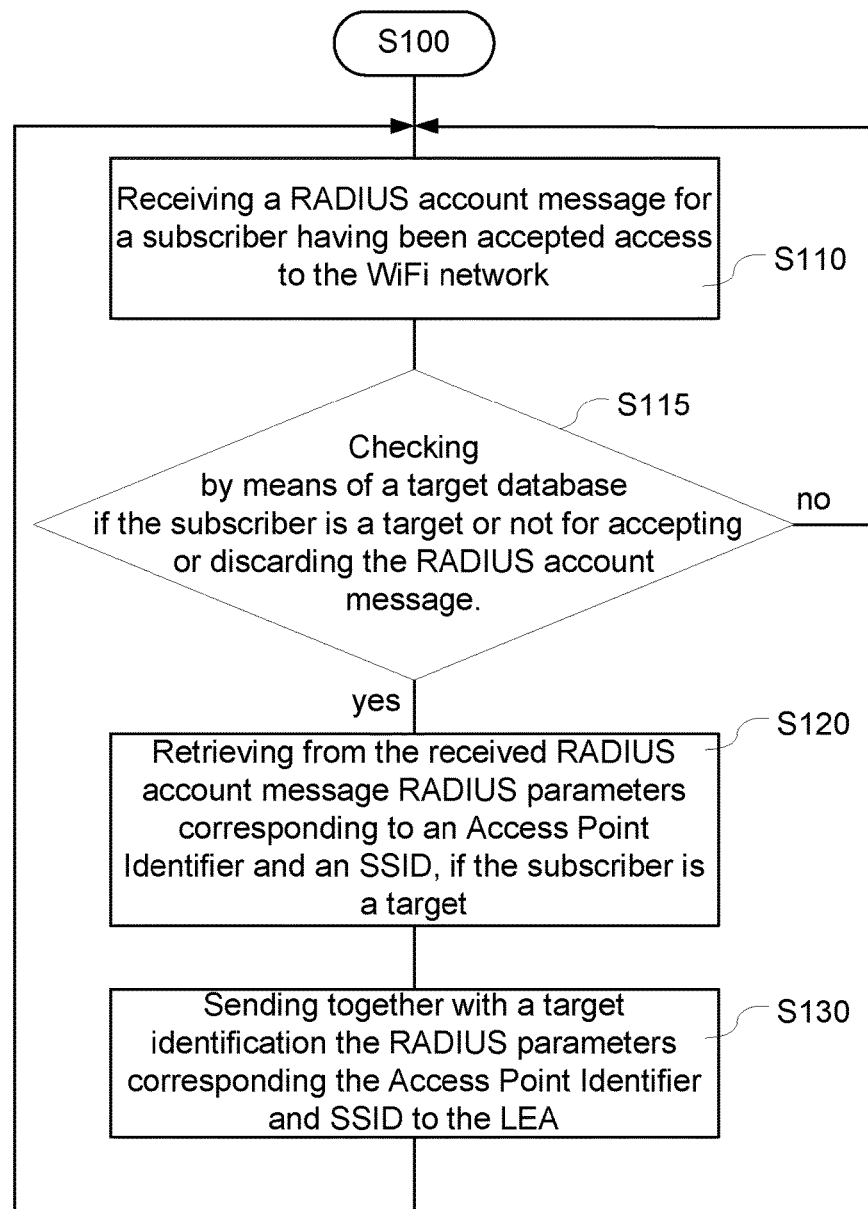 S100
Receiving a RADIUS account message for
a subscriber having been accepted access
to the WiFi network
S110
S115
Checking
by means of a target database
if the subscriber is a target or not for accepting
or discarding the RADIUS account
message.
no
yes
S120
Retrieving from the received RADIUS
account message RADIUS parameters
corresponding to an Access Point
Identifier and an SSID, if the subscriber is
a target
S130
Sending together with a target
identification the RADIUS parameters
corresponding the Access Point Identifier
and SSID to the LEA